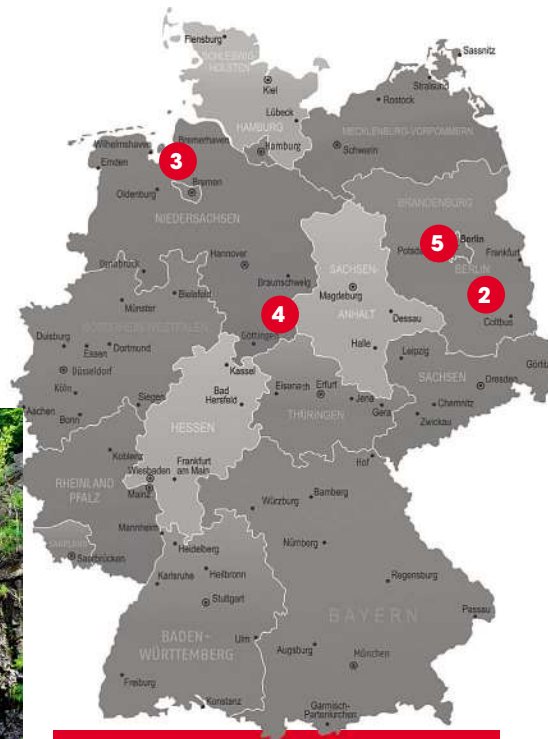 Flensburg
Sassnitz
SCHLESWIG-
HOLSTEIN
Kiel
Stralsund
Rostock
Lübeck
HAMBURG
MECKLENBURG-VORPOMMERN
Wilhelmshaven
Bremerhaven
Hamburg
Schwerin
3
Emden
Oldenburg
Bremen
BRANDENBURG
NIEDERSACHSEN
5
Berlin
Potsda
Hannover
Frankfurt
Osnabrück
BERLIN
SACHSEN-
Braunschweig
2
Magdeburg
Münster
Bielefeld
4
ANHALT
Dessau
Cottbus
NORDRHEIN-WESTFALEN
Göttingen
Duisburg
Essen
Dortmund
Halle
Leipzig
Görlitz
Düsseldorf
Kassel
SACHSEN
Dresden
Köln
Bad
Hersfeld
Eisenach
Erfurt
Jena
Gera
Chemnitz
Aachen
Siegen
THÜRINGEN
Zwickau
Bonn
HESSEN
Koblenz
Hof
Wiesbaden
Frankfurt
am Main
RHEINLAND
PFALZ
Mainz
Bamberg
Würzburg
Mannheim
Nürnberg
SAARLAND
Saarbrücken
Heidelberg
Karlsruhe
Heilbronn
Regensburg
Stuttgart
BAYERN
Passau
BADEN-
WÜRTTEMBERG
Ulm
Augsburg
München
Freiburg
Konstanz
Garmisch-
Partenkirchen